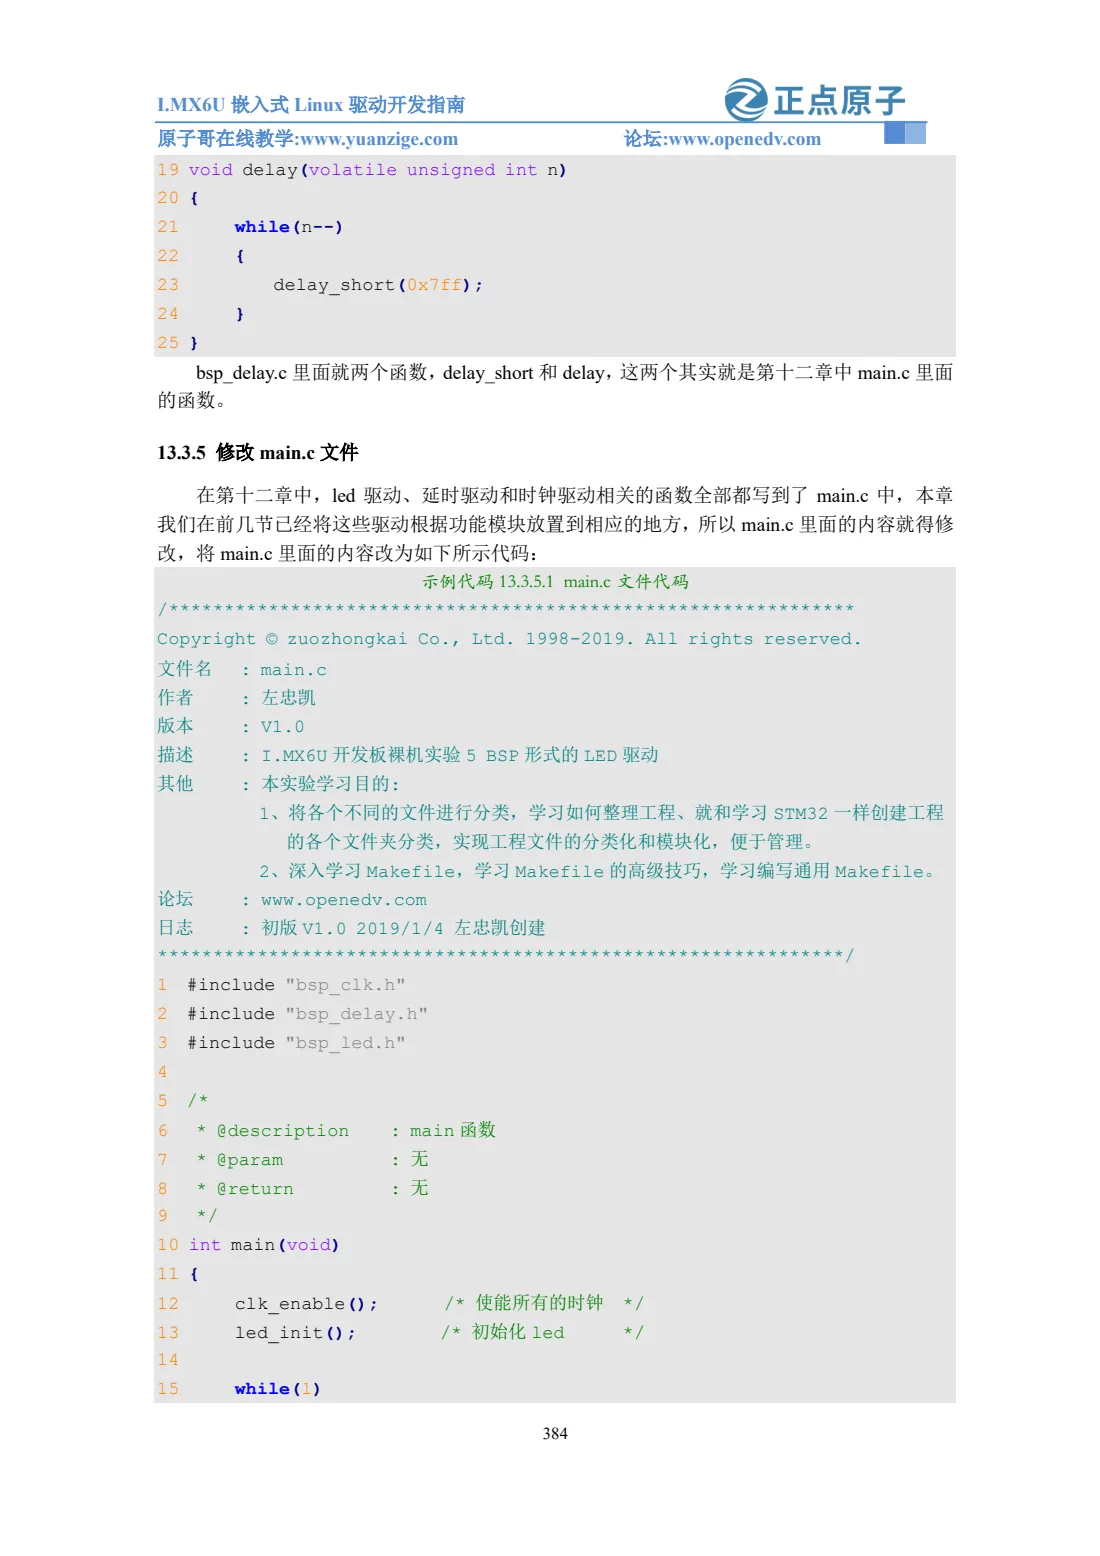 I.MX6U 嵌入式 Linux 驱动开发指南
正点原子
原子哥在线教学:www.yuanzige.com 论坛:www.openedv.com
19 void delay(volatile unsigned int n)
20 {
21     while(n--)
22     {
23         delay_short(0x7ff);
24     }
25 }
bsp_delay.c 里面就两个函数，delay_short 和 delay，这两个其实就是第十二章中 main.c 里面
的函数。
13.3.5 修改 main.c 文件
在第十二章中，led 驱动、延时驱动和时钟驱动相关的函数全部都写到了 main.c 中，本章
我们在前几节已经将这些驱动根据功能模块放置到相应的地方，所以 main.c 里面的内容就得修
改，将 main.c 里面的内容改为如下所示代码：
示例代码 13.3.5.1 main.c 文件代码
/**************************************************************
Copyright © zuozhongkai Co., Ltd. 1998-2019. All rights reserved.
文件名 : main.c
作者 : 左忠凯
版本 : V1.0
描述 : I.MX6U 开发板裸机实验 5 BSP 形式的 LED 驱动
其他 : 本实验学习目的：
1、将各个不同的文件进行分类，学习如何整理工程、就和学习 STM32 一样创建工程
的各个文件夹分类，实现工程文件的分类化和模块化，便于管理。
2、深入学习 Makefile，学习 Makefile 的高级技巧，学习编写通用 Makefile。
论坛 : www.openedv.com
日志 : 初版 V1.0 2019/1/4 左忠凯创建
**************************************************************/
1 #include "bsp_clk.h"
2 #include "bsp_delay.h"
3 #include "bsp_led.h"
4
5 /*
6  * @description : main 函数
7  * @param : 无
8  * @return : 无
9  */
10 int main(void)
11 {
12     clk_enable();      /* 使能所有的时钟 */
13     led_init();        /* 初始化 led */
14
15     while(1)
384